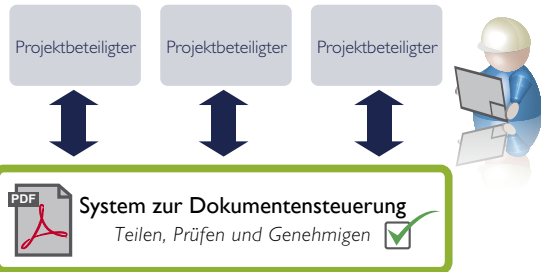 Projektbeteiligter Projektbeteiligter Projektbeteiligter
PDF
System zur Dokumentensteuerung
Teilen, Prüfen und Genehmigen